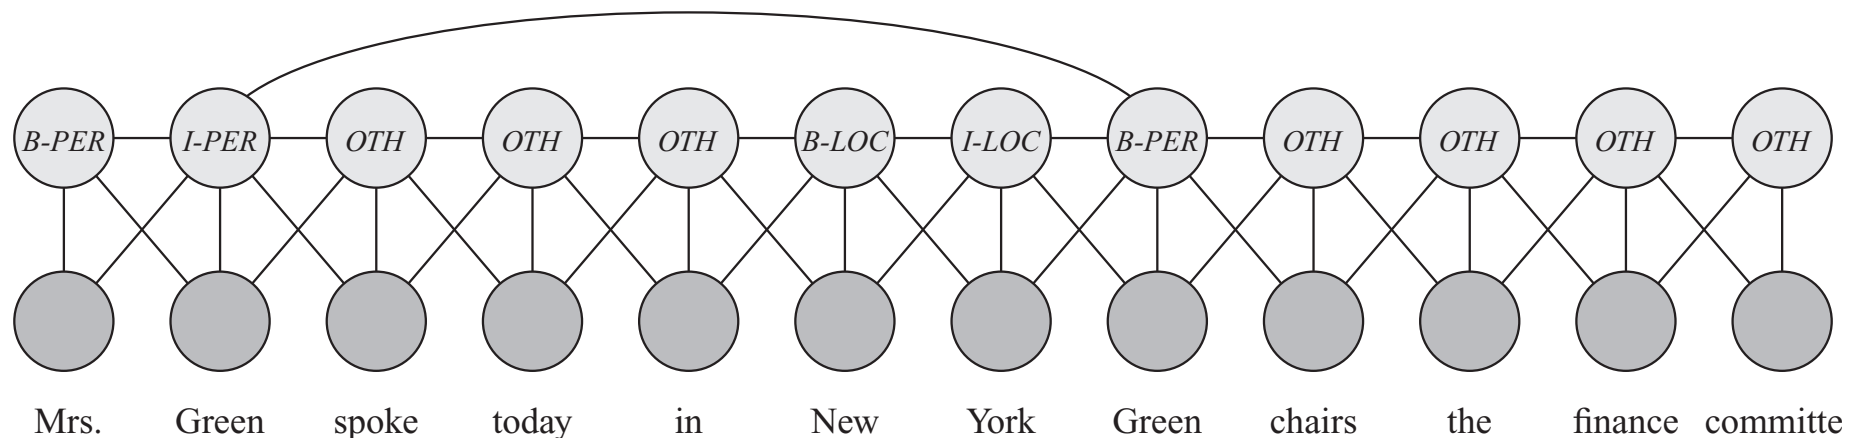 B-PER I-PER OTH OTH OTH B-LOC I-LOC B-PER OTH OTH OTH OTH
Mrs. Green spoke today in New York Green chairs the finance committe